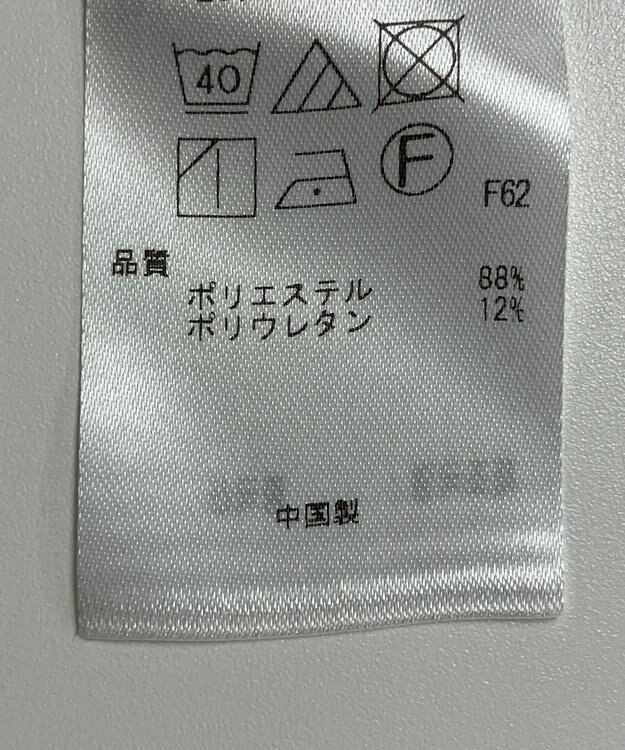 40
F
F62
品質
ポリエステル 88%
ポリウレタン 12%
中国製